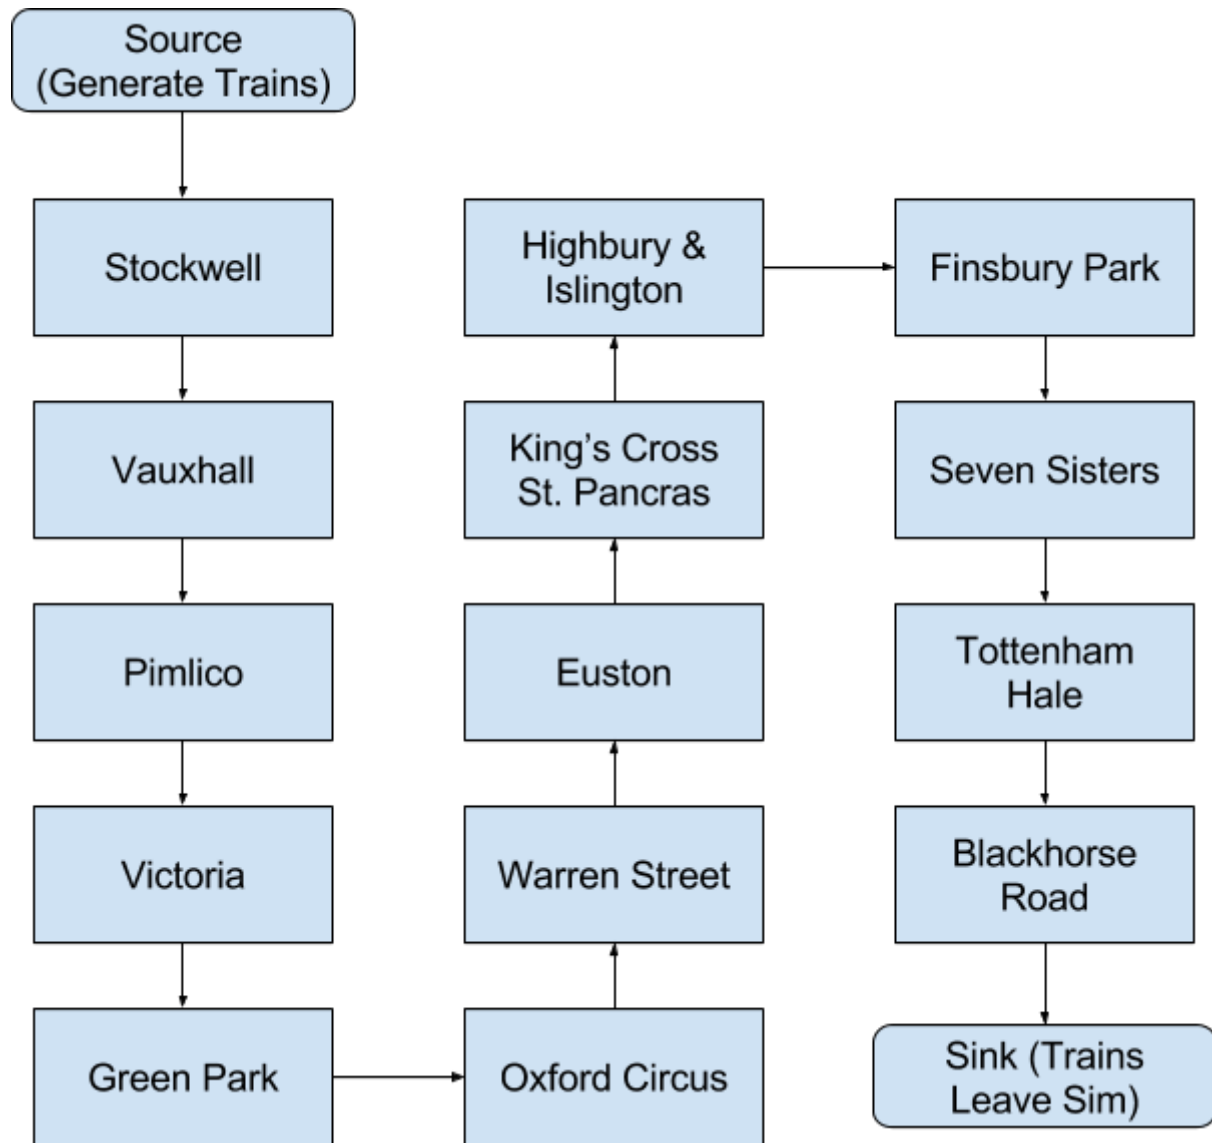 Source
(Generate Trains)
Stockwell
Vauxhall
Pimlico
Victoria
Green Park
Oxford Circus
Warren Street
Euston
King’s Cross
St. Pancras
Highbury &
Islington
Finsbury Park
Seven Sisters
Tottenham
Hale
Blackhorse
Road
Sink (Trains
Leave Sim)